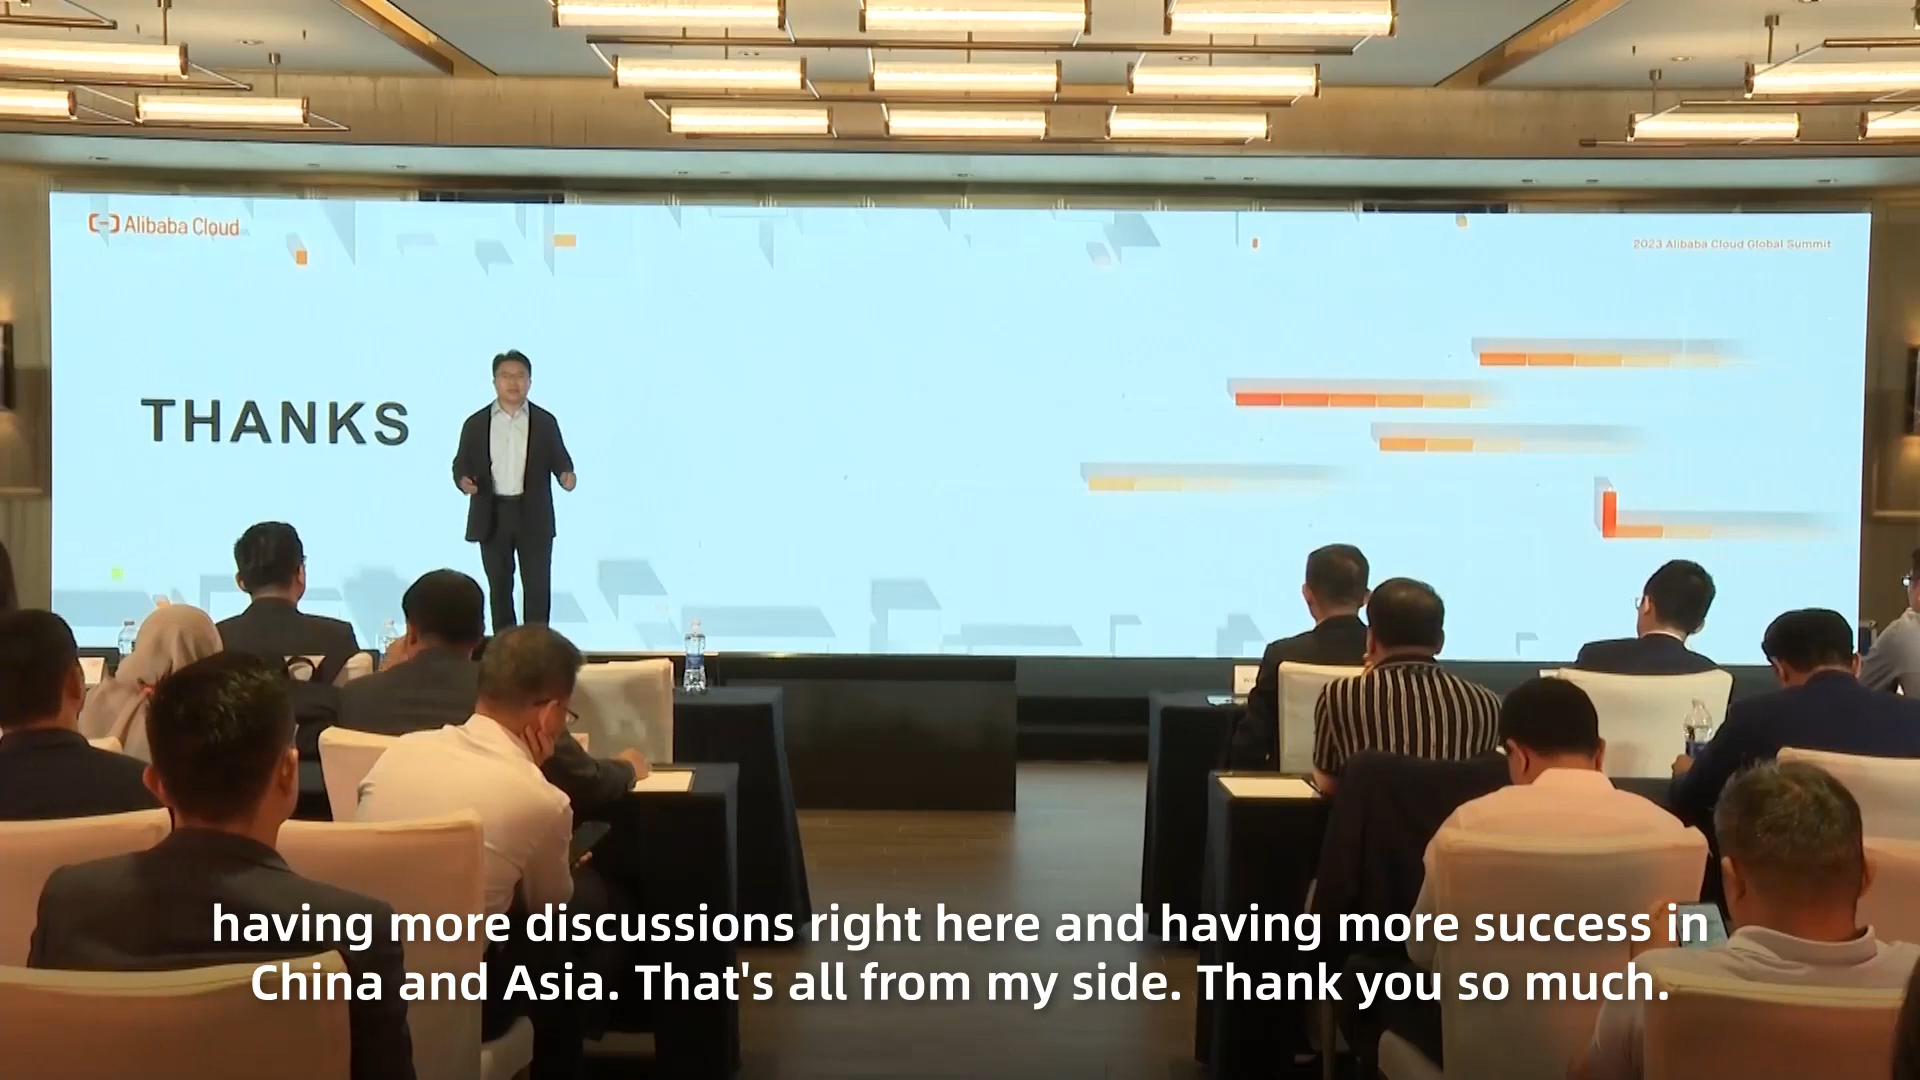 Alibaba Cloud
2023 Alibaba Cloud Global Summit
THANKS
having more discussions right here and having more success in
China and Asia. That's all from my side. Thank you so much.